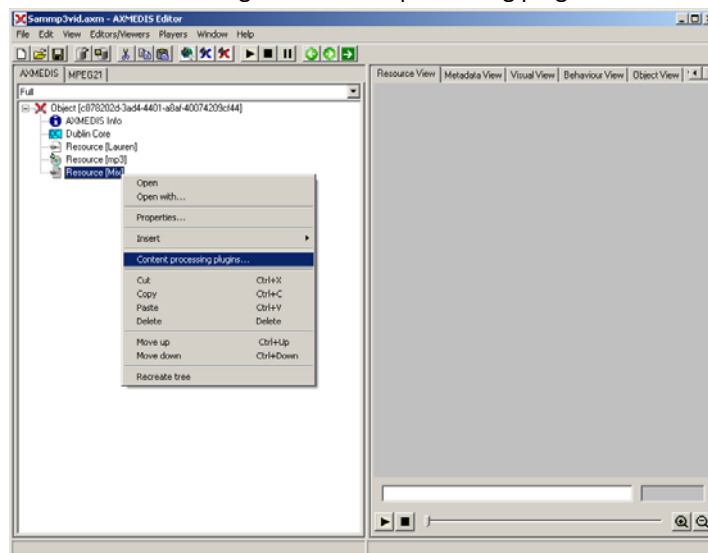 Sammp3vid.axm - AXMEDIS Editor
File Edit View Editors/Viewers Players Window Help
AXMEDIS MPEG21
Full
Object [c878202d-3ad4-4401-a8af-40074209cf44]
AXMEDIS Info
Dublin Core
Resource [Lauren]
Resource [mp3]
Resource [Mix]
Open
Open with...
Properties...
Insert
Content processing plugins...
Cut Ctrl+X
Copy Ctrl+C
Paste Ctrl+V
Delete Delete
Move up Ctrl+Up
Move down Ctrl+Down
Recreate tree
Resource View Metadata View Visual View Behaviour View Object View